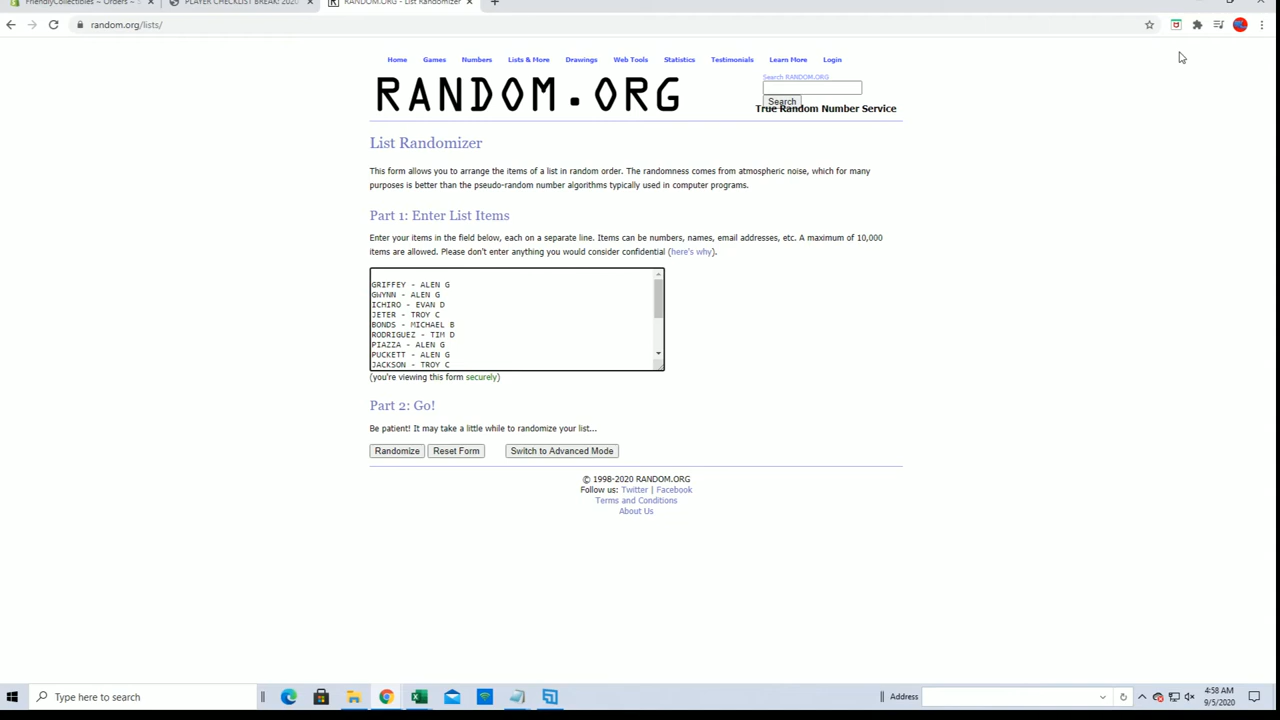 FriendlyCollectibles ~ Orders ~ S
PLAYER CHECKLIST BREAK: 2020
RANDOM.ORG - List Randomizer
random.org/lists/
Home Games Numbers Lists & More Drawings Web Tools Statistics Testimonials Learn More Login
RANDOM.ORG
Search RANDOM.ORG
Search
True Random Number Service
List Randomizer
This form allows you to arrange the items of a list in random order. The randomness comes from atmospheric noise, which for many
purposes is better than the pseudo-random number algorithms typically used in computer programs.
Part 1: Enter List Items
Enter your items in the field below, each on a separate line. Items can be numbers, names, email addresses, etc. A maximum of 10,000
items are allowed. Please don't enter anything you would consider confidential (here's why).
GRIFFEY - ALEN G
GWYNN - ALEN G
ICHIRO - EVAN D
JETER - TROY C
BONDS - MICHAEL B
RODRIGUEZ - TIM D
PIAZZA - ALEN G
PUCKETT - ALEN G
JACKSON - TROY C
(you're viewing this form securely)
Part 2: Go!
Be patient! It may take a little while to randomize your list...
Randomize Reset Form Switch to Advanced Mode
© 1998-2020 RANDOM.ORG
Follow us: Twitter | Facebook
Terms and Conditions
About Us
Type here to search
Address
4:58 AM
9/5/2020